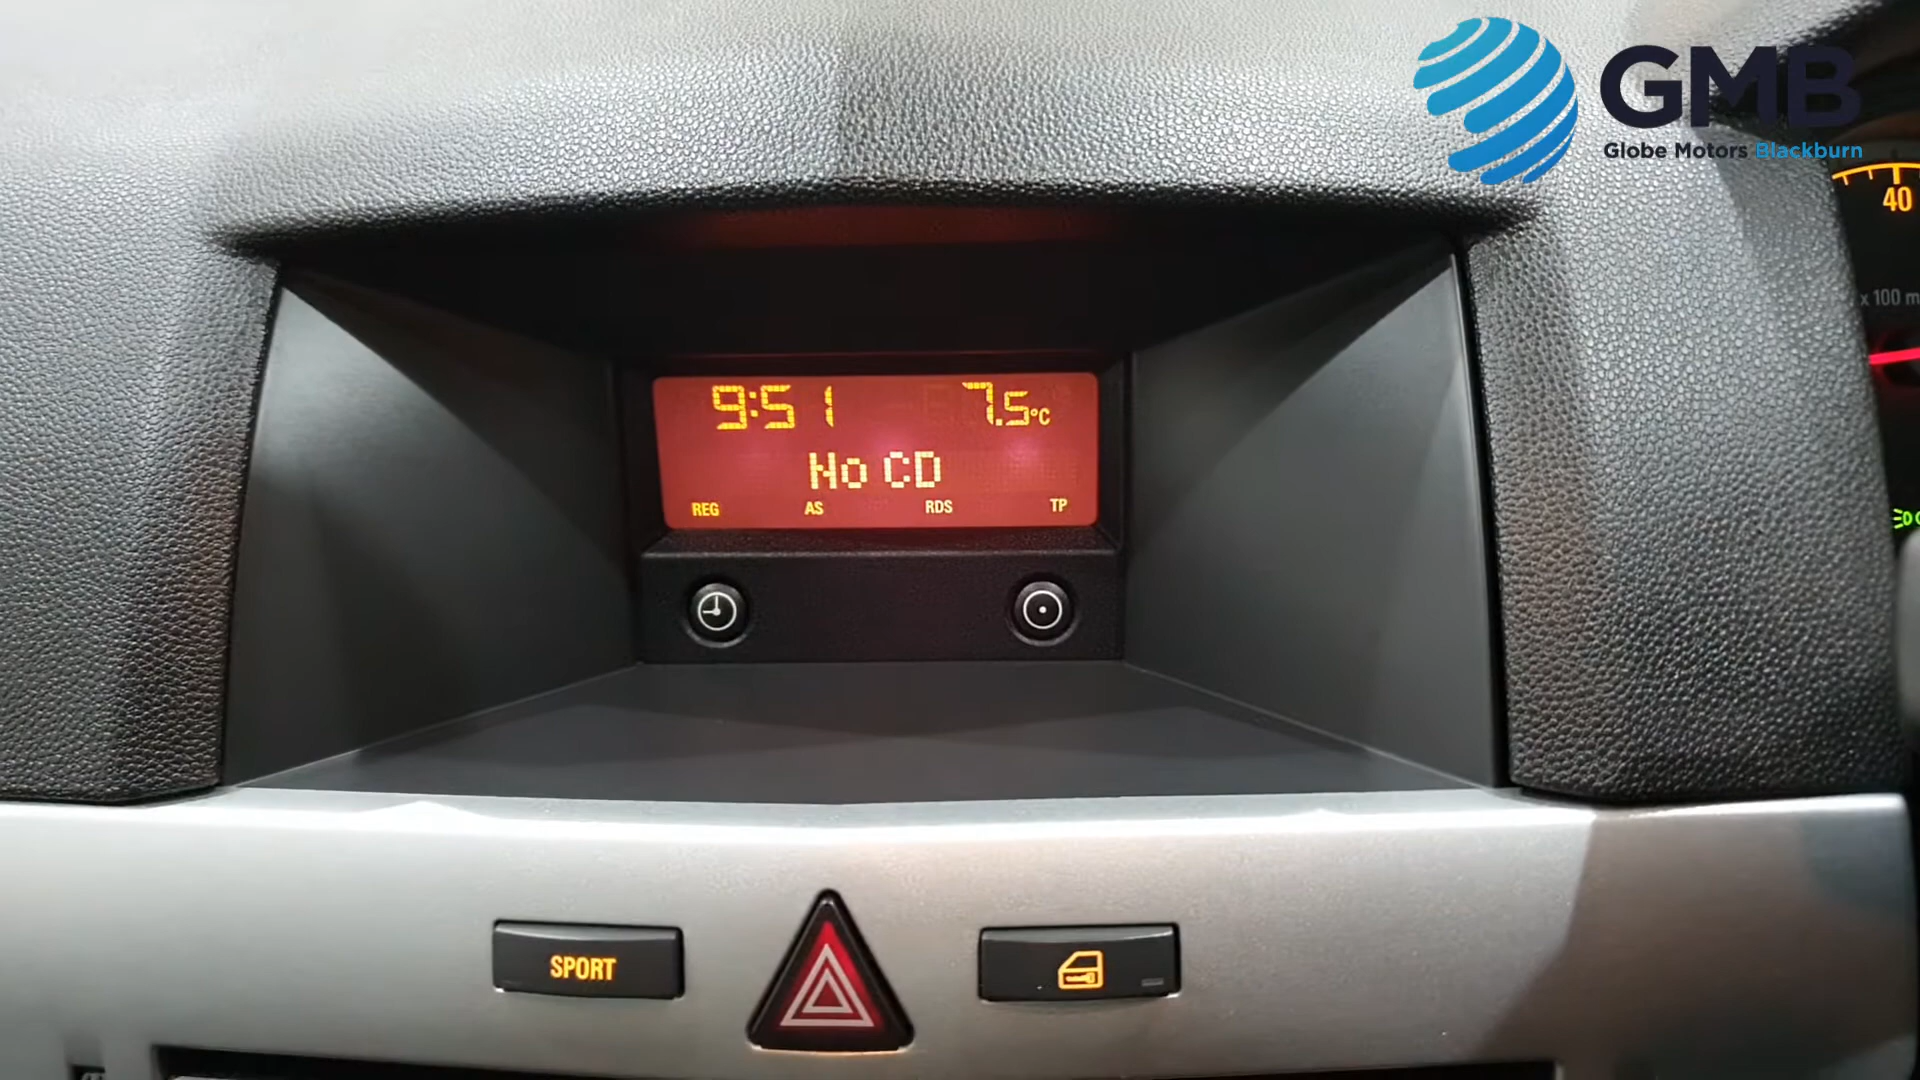 GMB
Globe Motors Blackburn
40
x 100 m
9:51 7.5°C
No CD
REG AS RDS TP
SPORT